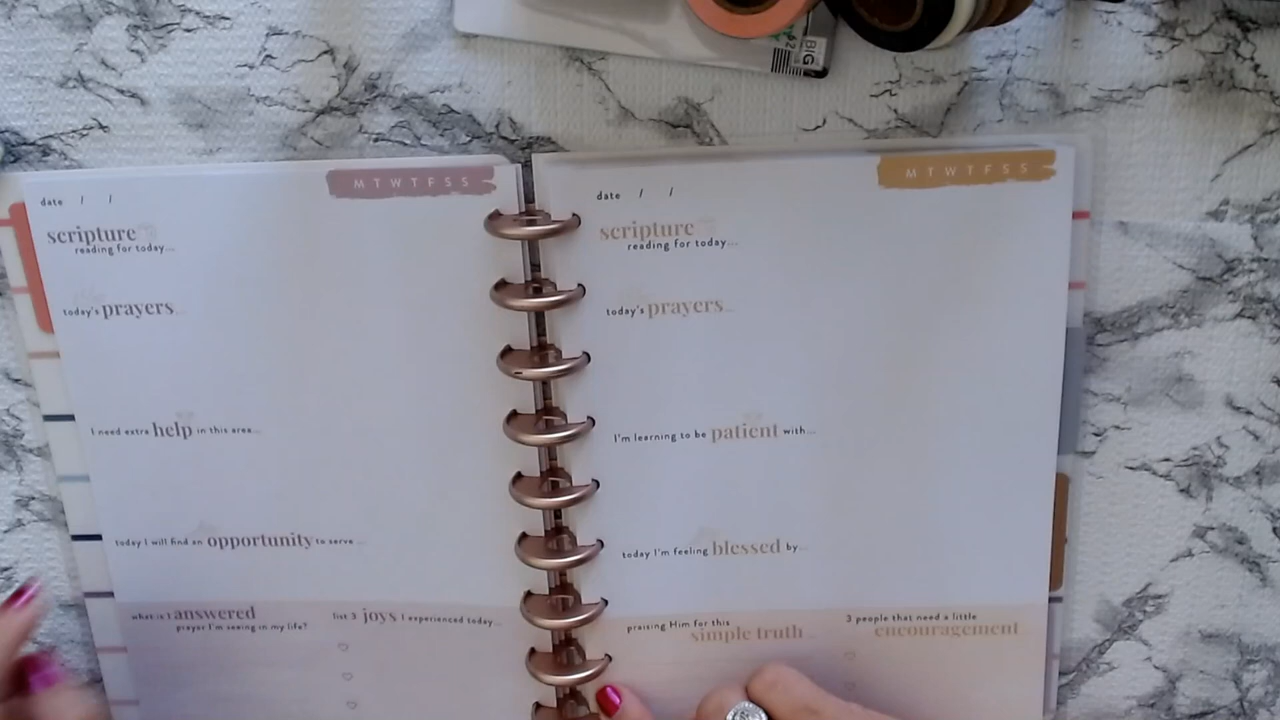 BIG
M T W T F S S
date / /
scripture
reading for today...
today's prayers...
I need extra help in this area...
today I will find an opportunity to serve...
what is 1 answered
prayer I'm seeing in my life?
list 3 joys I experienced today...
M T W T F S S
date / /
scripture
reading for today...
today's prayers...
I'm learning to be patient with...
today I'm feeling blessed by...
praising Him for this
simple truth...
3 people that need a little
encouragement